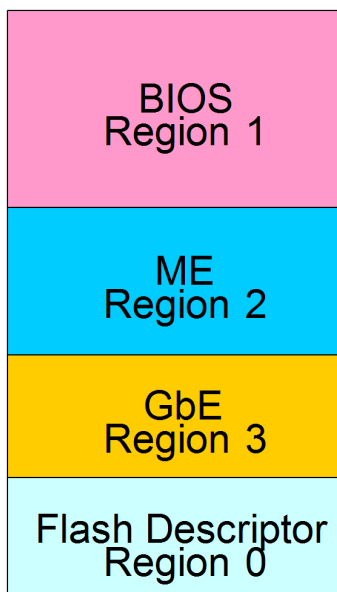 BIOS
Region 1
ME
Region 2
GbE
Region 3
Flash Descriptor
Region 0